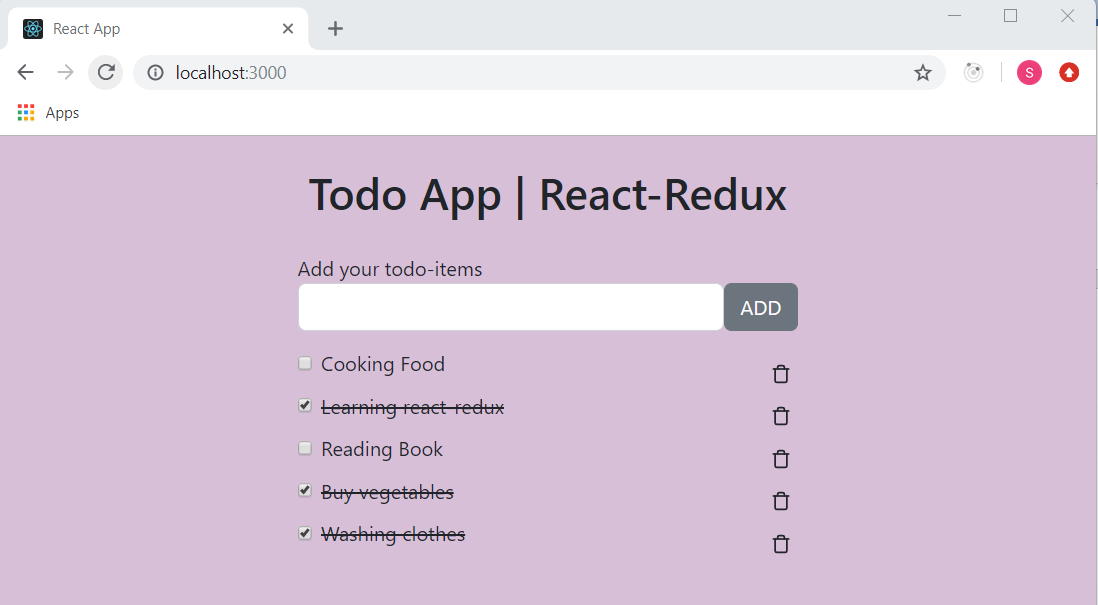 React App
localhost:3000
S
Apps
Todo App | React-Redux
Add your todo-items
ADD
Cooking Food
Learning react-redux
Reading Book
Buy vegetables
Washing clothes